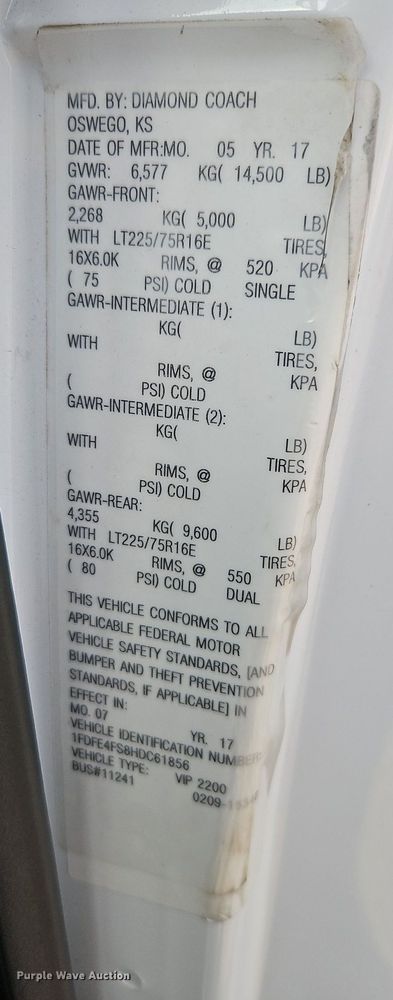 MFD. BY: DIAMOND COACH
OSWEGO, KS
DATE OF MFR:MO. 05 YR. 17
GVWR: 6,577 KG( 14,500 LB)
GAWR-FRONT:
2,268 KG( 5,000 LB)
WITH LT225/75R16E TIRES,
16X6.0K RIMS, @ 520 KPA
( 75 PSI) COLD SINGLE
GAWR-INTERMEDIATE (1):
KG( LB)
WITH TIRES,
RIMS, @ KPA
( PSI) COLD
GAWR-INTERMEDIATE (2):
KG( LB)
WITH TIRES,
RIMS, @ KPA
( PSI) COLD
GAWR-REAR:
4,355 KG( 9,600 LB)
WITH LT225/75R16E TIRES,
16X6.0K RIMS, @ 550 KPA
( 80 PSI) COLD DUAL
THIS VEHICLE CONFORMS TO ALL
APPLICABLE FEDERAL MOTOR
VEHICLE SAFETY STANDARDS, [AND
BUMPER AND THEFT PREVENTION
STANDARDS, IF APPLICABLE] IN
EFFECT IN:
MO. 07 YR. 17
VEHICLE IDENTIFICATION NUMBER:
1FDFE4FS8HDC61856
VEHICLE TYPE: VIP 2200
BUS#11241
Purple Wave Auction